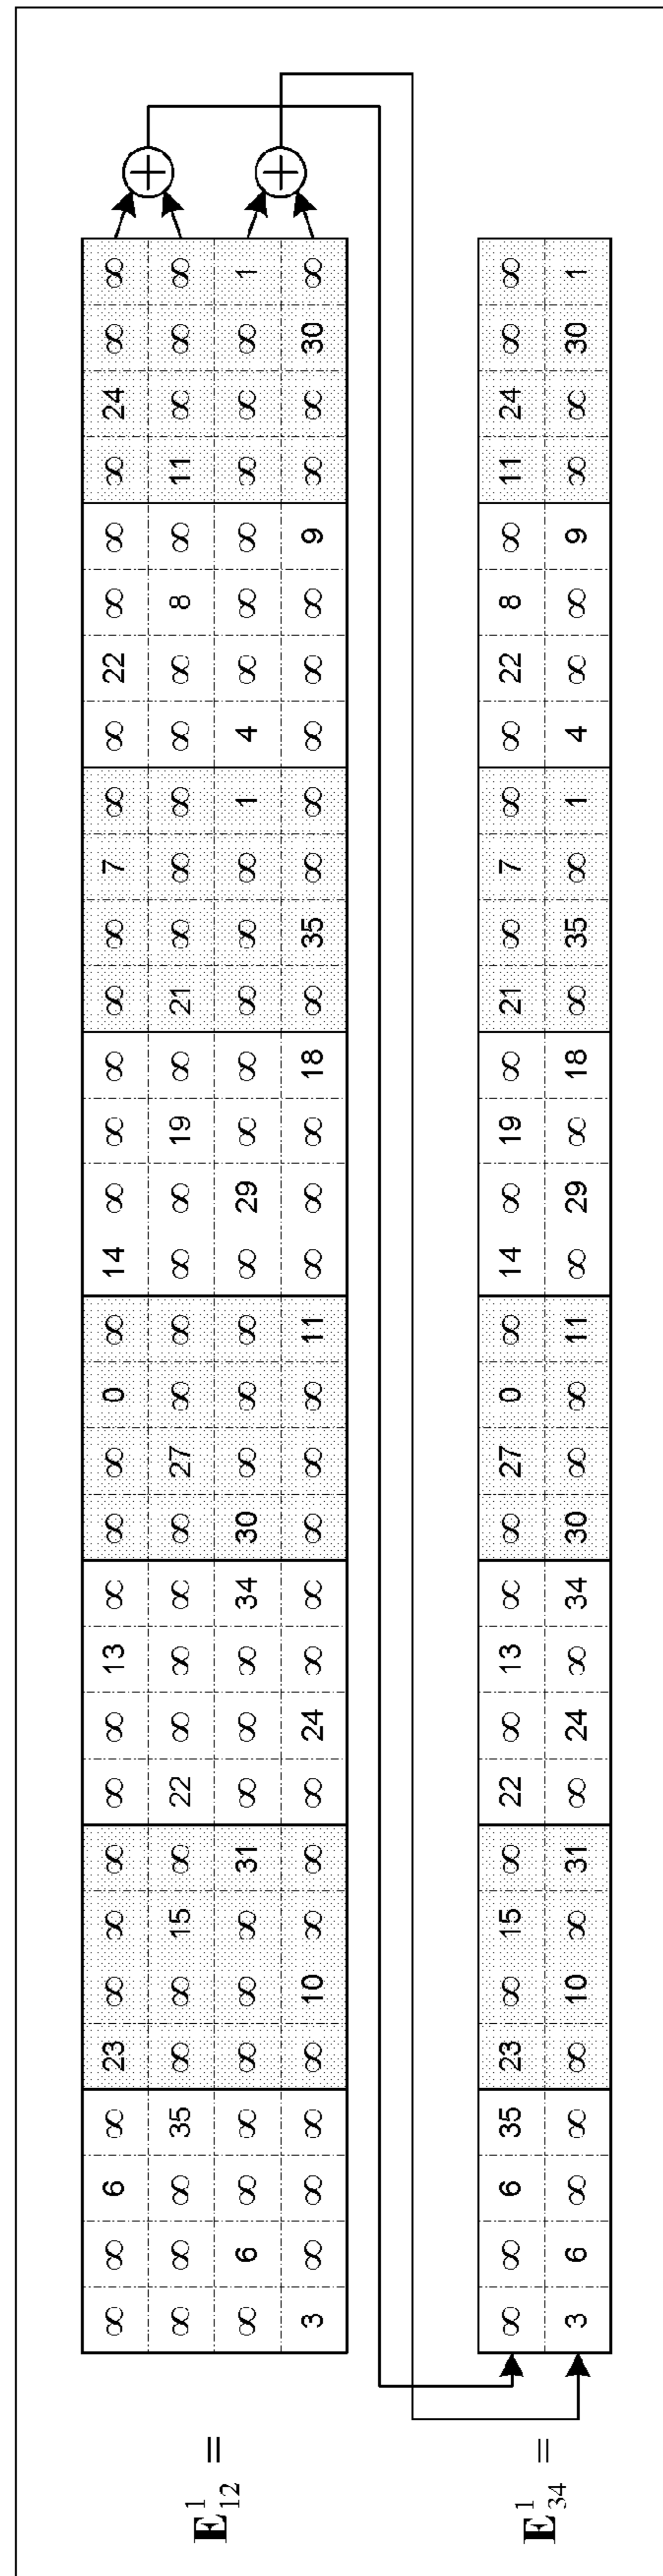 E¹₁₂ =
∞ ∞ 6 ∞ 23 ∞ ∞ ∞ ∞ ∞ 13 ∞ ∞ ∞ 0 ∞ 14 ∞ ∞ ∞ ∞ ∞ 7 ∞ ∞ 22 ∞ ∞ ∞ 24 ∞ ∞
∞ ∞ ∞ 35 ∞ ∞ 15 ∞ 22 ∞ ∞ ∞ ∞ 27 ∞ ∞ ∞ ∞ 19 ∞ 21 ∞ ∞ ∞ ∞ ∞ 8 ∞ 11 ∞ ∞ ∞
∞ 6 ∞ ∞ ∞ ∞ ∞ 31 ∞ ∞ ∞ 34 30 ∞ ∞ ∞ ∞ 29 ∞ ∞ ∞ ∞ ∞ 1 4 ∞ ∞ ∞ ∞ ∞ ∞ 1
3 ∞ ∞ ∞ ∞ 10 ∞ ∞ ∞ 24 ∞ ∞ ∞ ∞ ∞ 11 ∞ ∞ ∞ 18 ∞ 35 ∞ ∞ ∞ ∞ ∞ 9 ∞ ∞ 30 ∞
E¹₃₄ =
∞ ∞ 6 35 23 ∞ 15 ∞ 22 ∞ 13 ∞ ∞ 27 0 ∞ 14 ∞ 19 ∞ 21 ∞ 7 ∞ ∞ 22 8 ∞ 11 24 ∞ ∞
3 6 ∞ ∞ ∞ 10 ∞ 31 ∞ 24 ∞ 34 30 ∞ ∞ 11 ∞ 29 ∞ 18 ∞ 35 ∞ 1 4 ∞ ∞ 9 ∞ ∞ 30 1